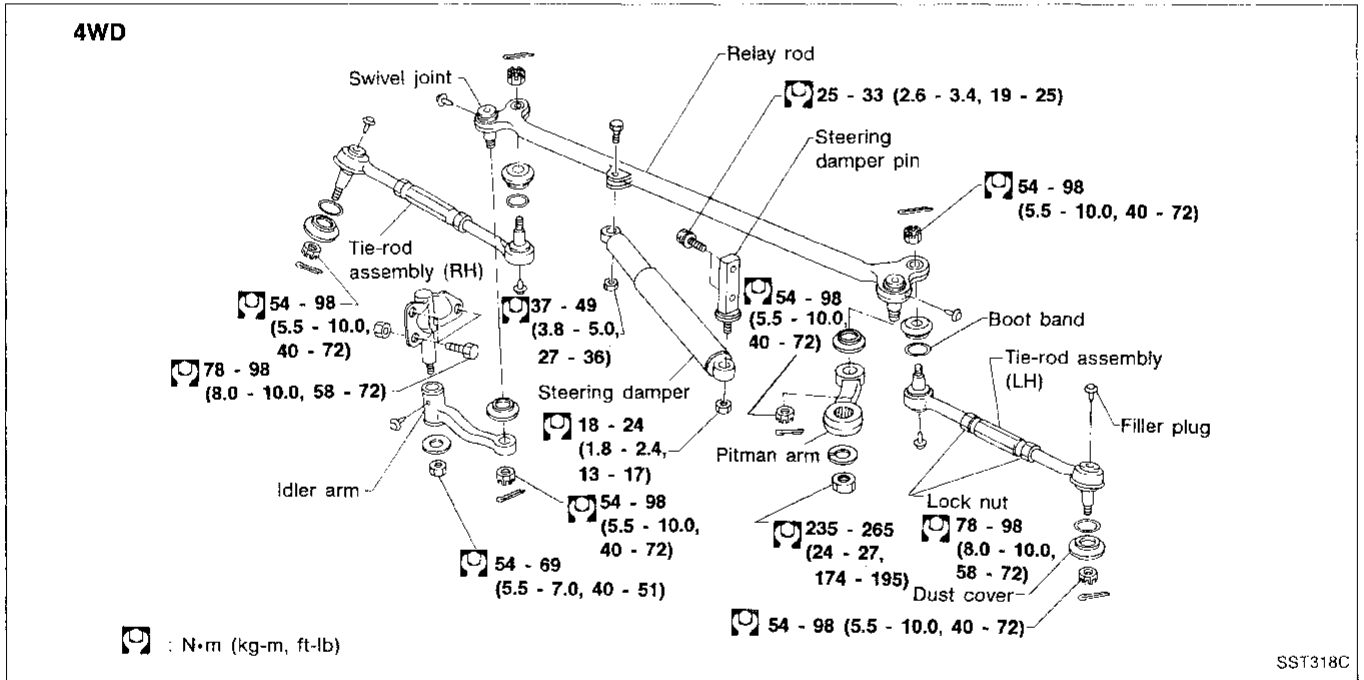 4WD
Relay rod
Swivel joint
25 - 33 (2.6 - 3.4, 19 - 25)
Steering
damper pin
54 - 98
(5.5 - 10.0, 40 - 72)
Tie-rod
assembly (RH)
54 - 98
(5.5 - 10.0,
40 - 72)
37 - 49
(3.8 - 5.0,
27 - 36)
54 - 98
(5.5 - 10.0,
40 - 72)
Boot band
Tie-rod assembly
(LH)
78 - 98
(8.0 - 10.0, 58 - 72)
Steering damper
18 - 24
(1.8 - 2.4,
13 - 17)
Pitman arm
Filler plug
Idler arm
54 - 98
(5.5 - 10.0,
40 - 72)
Lock nut
235 - 265
(24 - 27,
174 - 195)
78 - 98
(8.0 - 10.0,
58 - 72)
54 - 69
(5.5 - 7.0, 40 - 51)
Dust cover
54 - 98 (5.5 - 10.0, 40 - 72)
: N•m (kg-m, ft-lb)
SST318C